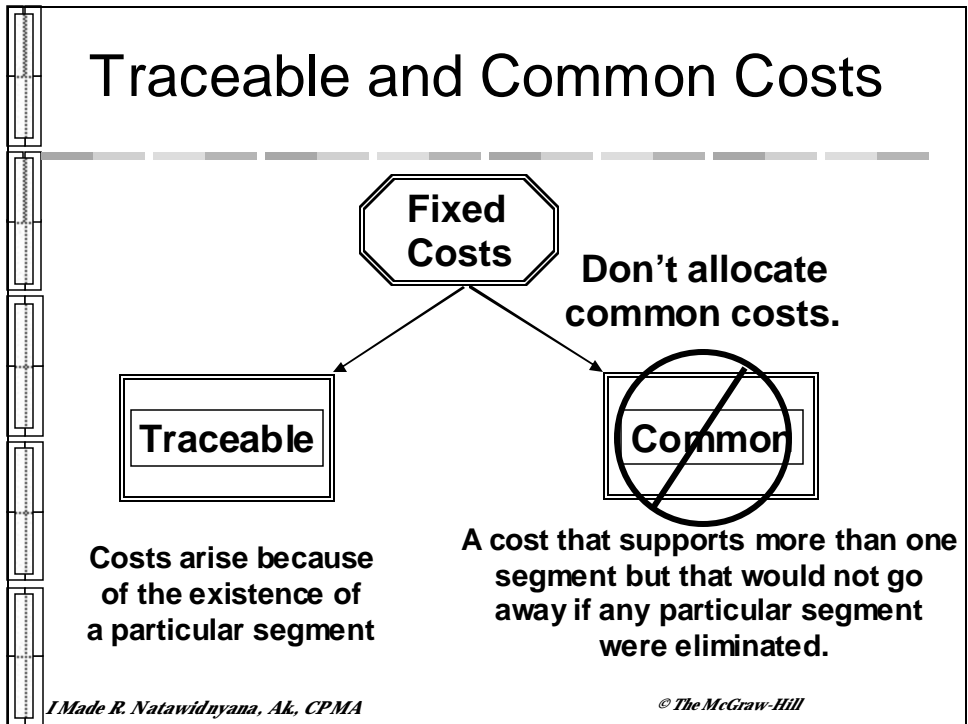 Traceable and Common Costs
Fixed
Costs
Don’t allocate
common costs.
Traceable
Common
Costs arise because
of the existence of
a particular segment
A cost that supports more than one
segment but that would not go
away if any particular segment
were eliminated.
I Made R. Natawidnyana, Ak., CPMA
© The McGraw-Hill